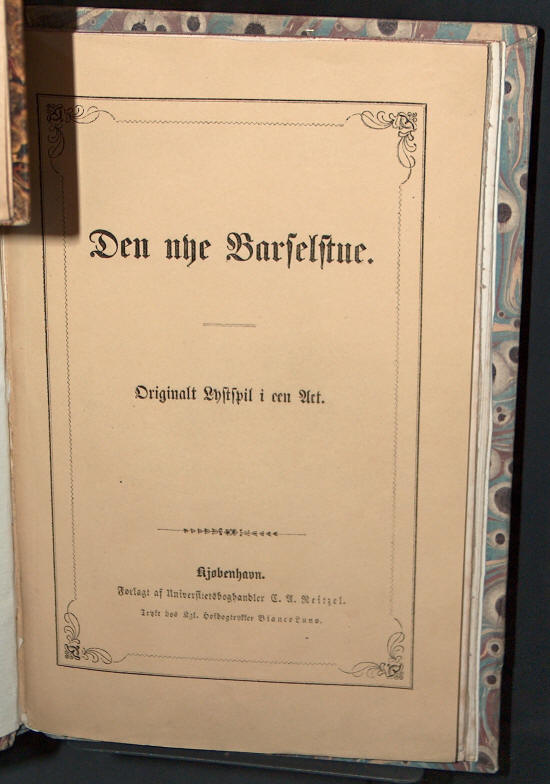 Den nye Barselstue.
Originalt Lystspil i een Act.
Kjøbenhavn.
Forlagt af Universitetsboghandler C. A. Reitzel.
Trykt hos Kgl. Hofbogtrykker Bianco Luno.